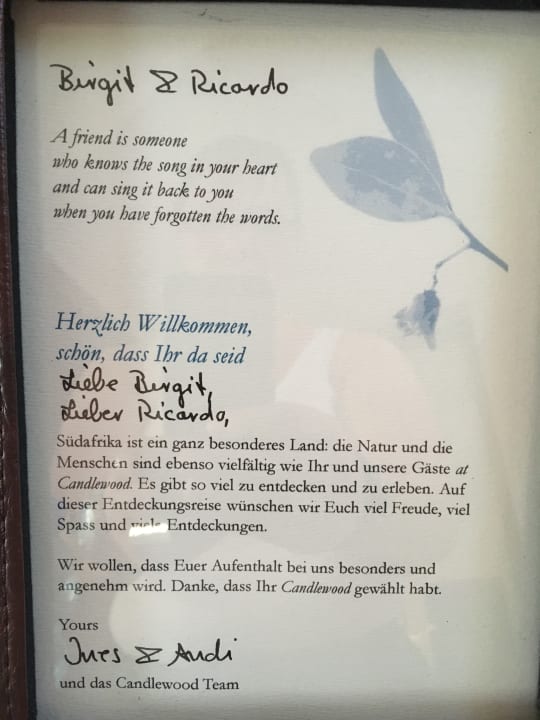 Birgit & Ricardo
A friend is someone
who knows the song in your heart
and can sing it back to you
when you have forgotten the words.
Herzlich Willkommen,
schön, dass Ihr da seid
Liebe Birgit,
Lieber Ricardo,
Südafrika ist ein ganz besonderes Land: die Natur und die
Menschen sind ebenso vielfältig wie Ihr und unsere Gäste at
Candlewood. Es gibt so viel zu entdecken und zu erleben. Auf
dieser Entdeckungsreise wünschen wir Euch viel Freude, viel
Spass und viele Entdeckungen.
Wir wollen, dass Euer Aufenthalt bei uns besonders und
angenehm wird. Danke, dass Ihr Candlewood gewählt habt.
Yours
Ines & Andi
und das Candlewood Team